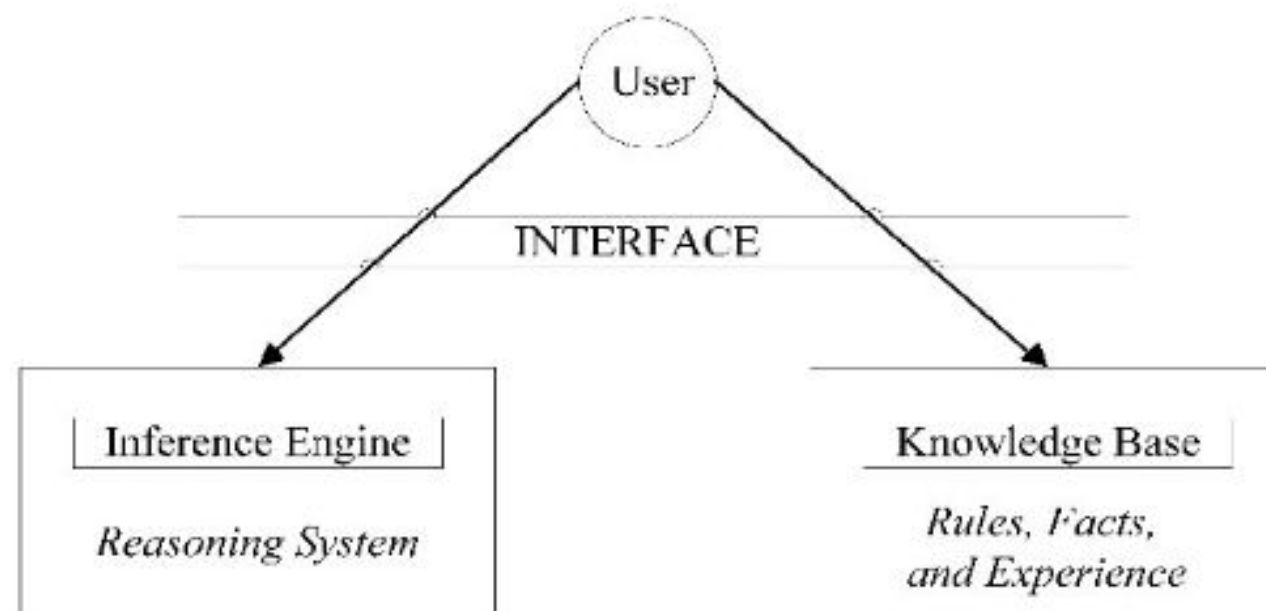 User
INTERFACE
Inference Engine
Reasoning System
Knowledge Base
Rules, Facts,
and Experience